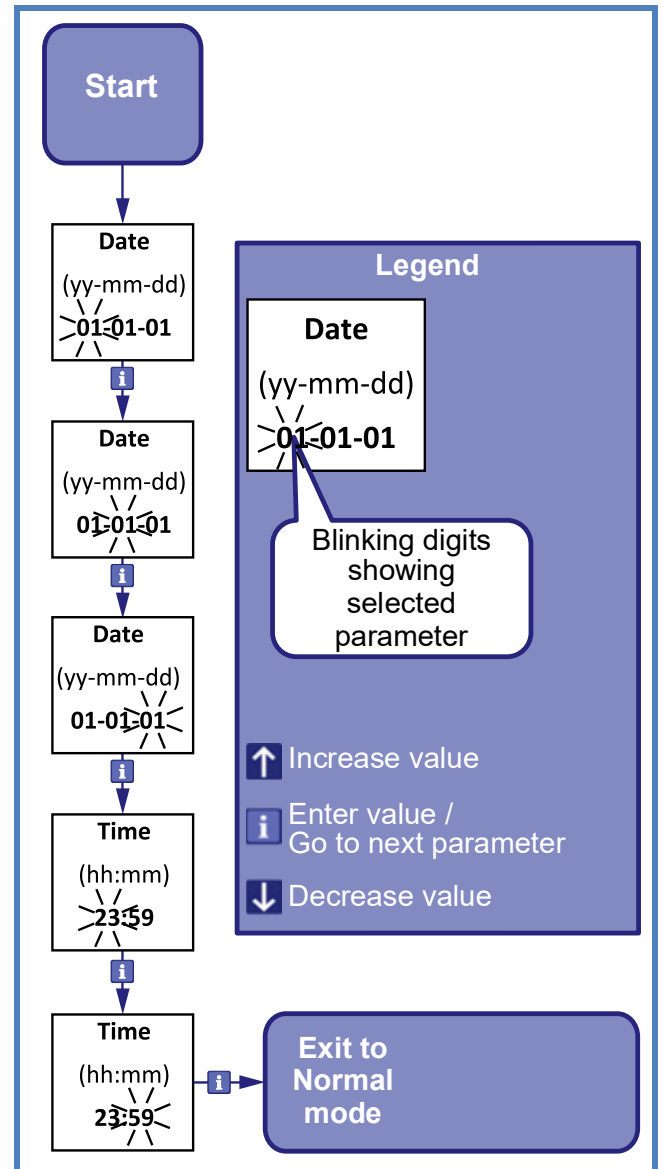 Start
Date
(yy-mm-dd)
01-01-01
i
Date
(yy-mm-dd)
01-01-01
i
Date
(yy-mm-dd)
01-01-01
i
Time
(hh:mm)
23:59
i
Time
(hh:mm)
23:59
i
Exit to
Normal
mode
Legend
Date
(yy-mm-dd)
01-01-01
Blinking digits
showing
selected
parameter
↑ Increase value
i Enter value /
Go to next parameter
↓ Decrease value